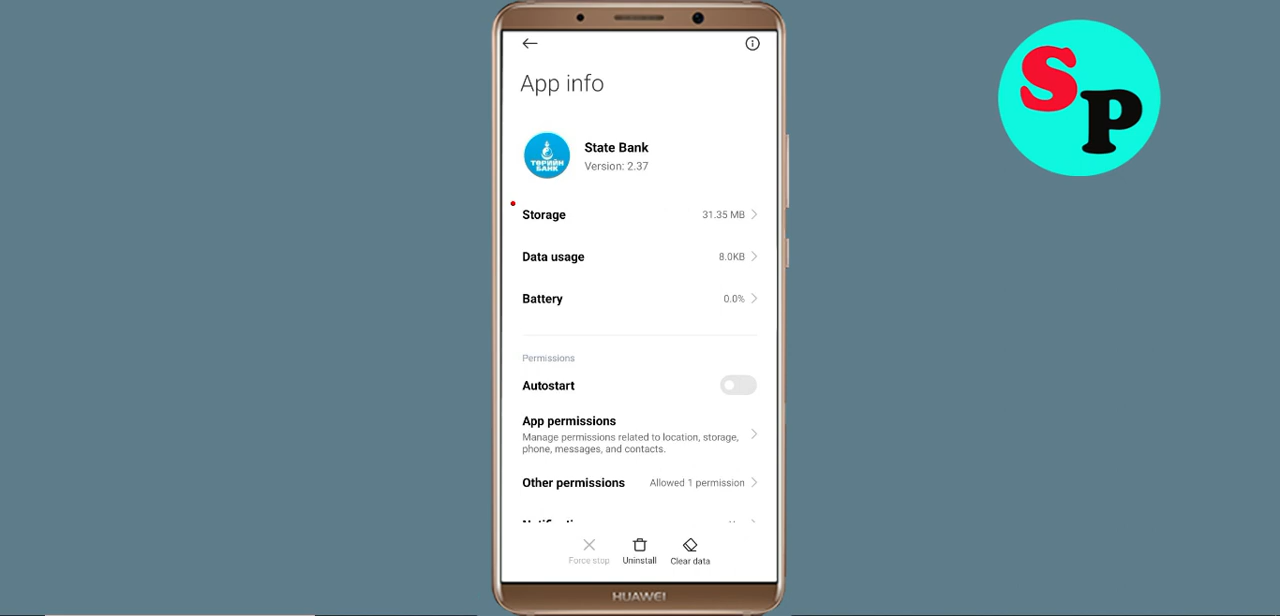 SP
App info
ТӨРИЙН
БАНК
State Bank
Version: 2.37
Storage 31.35 MB
Data usage 8.0KB
Battery 0.0%
Permissions
Autostart
App permissions
Manage permissions related to location, storage,
phone, messages, and contacts.
Other permissions Allowed 1 permission
Force stop Uninstall Clear data
HUAWEI